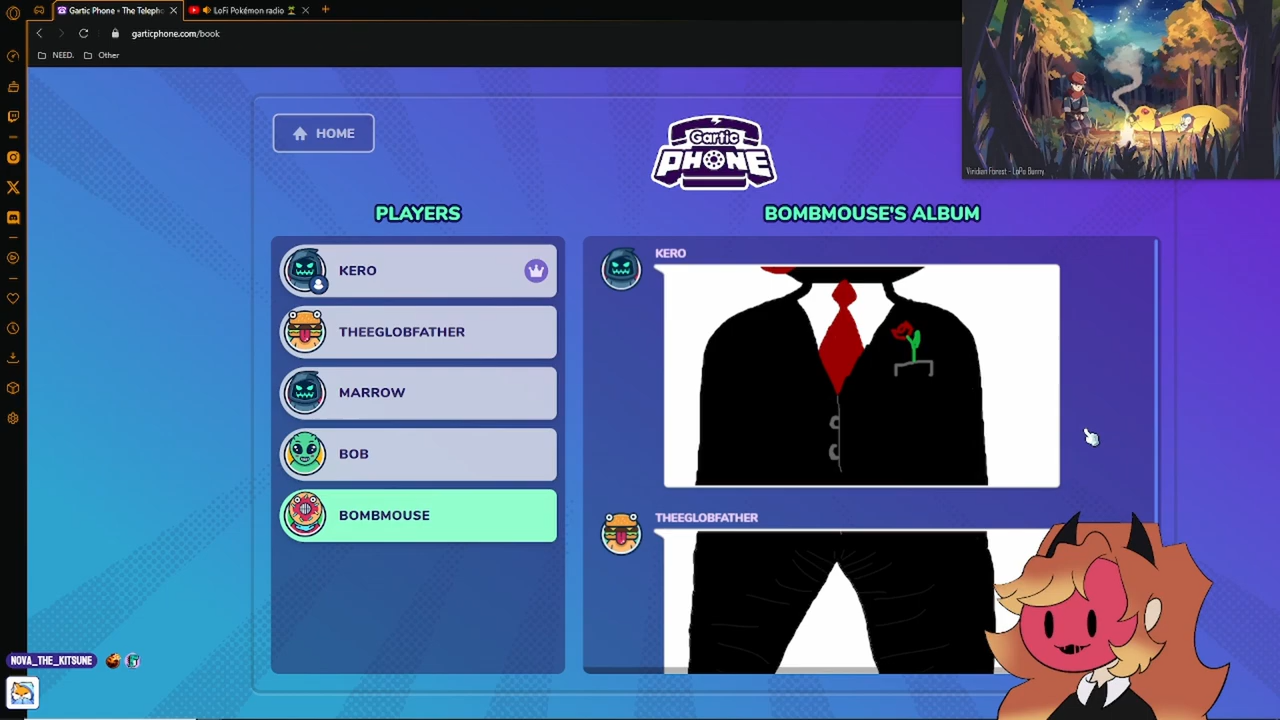 Gartic Phone - The Teleph
LoFi Pokémon radio
garticphone.com/book
NEED.
Other
Viridian Forest - LoPo Bunny
HOME
Gartic
PHONE
PLAYERS
BOMBMOUSE'S ALBUM
KERO
THEEGLOBFATHER
MARROW
BOB
BOMBMOUSE
KERO
THEEGLOBFATHER
NOVA_THE_KITSUNE